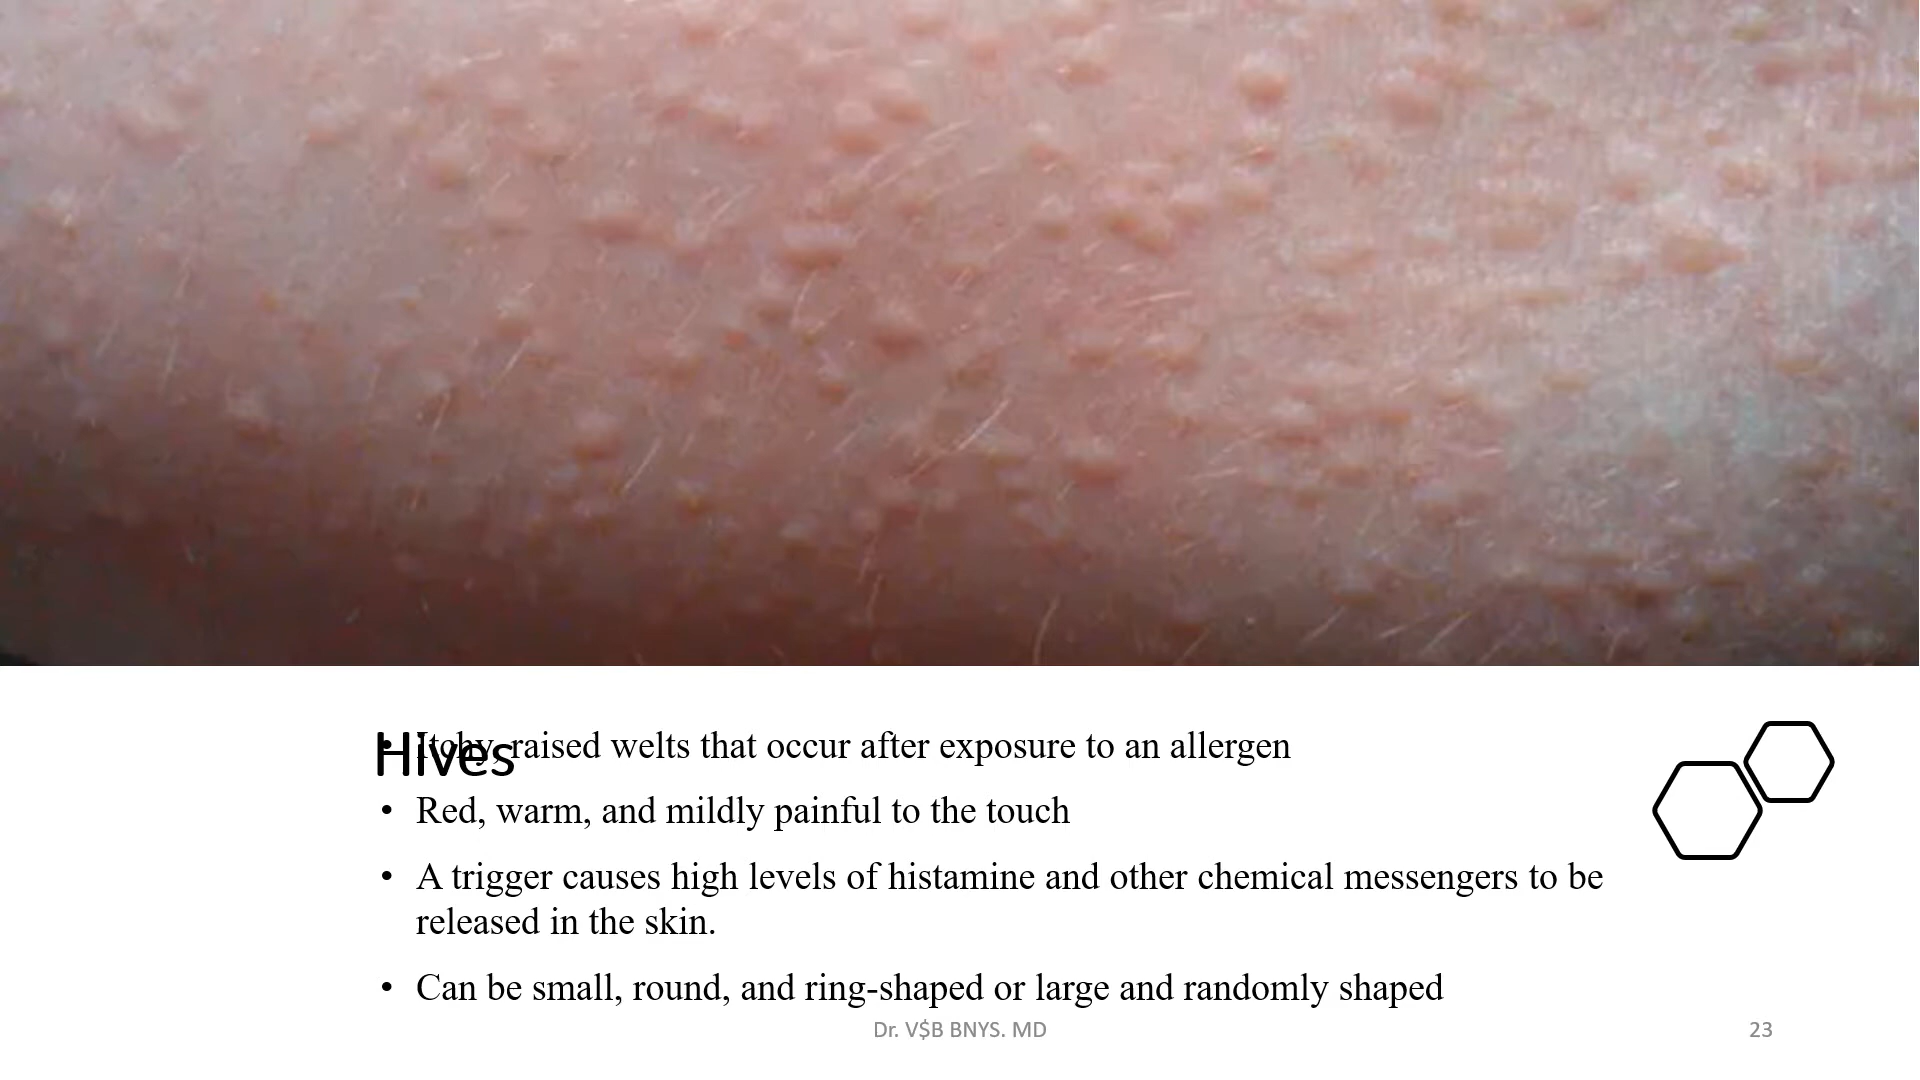 Hives
• Itchy, raised welts that occur after exposure to an allergen
• Red, warm, and mildly painful to the touch
• A trigger causes high levels of histamine and other chemical messengers to be
released in the skin.
• Can be small, round, and ring-shaped or large and randomly shaped
Dr. V$B BNYS. MD
23